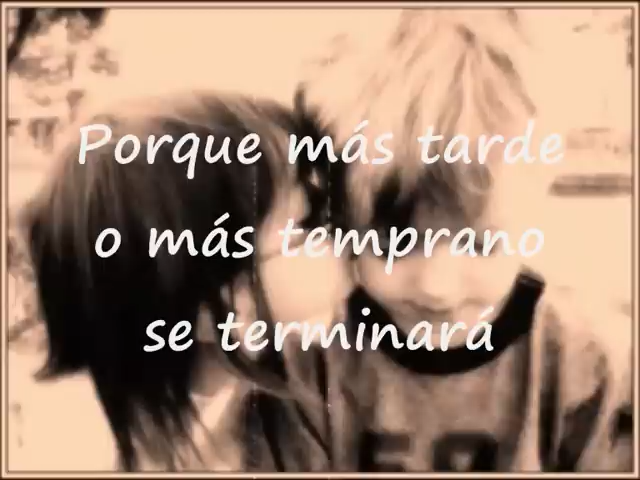 Porque más tarde
o más temprano
se terminará